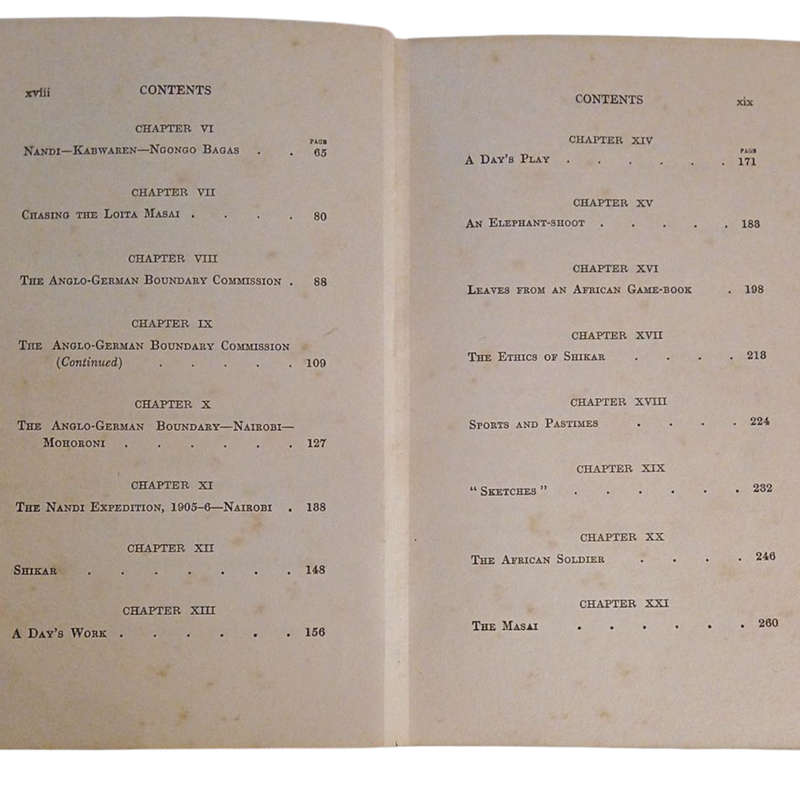 xviii CONTENTS
CHAPTER VI
PAGE
NANDI—KABWAREN—NGONGO BAGAS . . 65
CHAPTER VII
CHASING THE LOITA MASAI . . . . 80
CHAPTER VIII
THE ANGLO-GERMAN BOUNDARY COMMISSION . 88
CHAPTER IX
THE ANGLO-GERMAN BOUNDARY COMMISSION
(Continued) . . . . . 109
CHAPTER X
THE ANGLO-GERMAN BOUNDARY—NAIROBI—
MOHORONI . . . . . . 127
CHAPTER XI
THE NANDI EXPEDITION, 1905–6—NAIROBI . 138
CHAPTER XII
SHIKAR . . . . . . . 148
CHAPTER XIII
A DAY'S WORK . . . . . . 156
CONTENTS xix
CHAPTER XIV
PAGE
A DAY'S PLAY . . . . . . 171
CHAPTER XV
AN ELEPHANT-SHOOT . . . . . 183
CHAPTER XVI
LEAVES FROM AN AFRICAN GAME-BOOK . 198
CHAPTER XVII
THE ETHICS OF SHIKAR . . . . 213
CHAPTER XVIII
SPORTS AND PASTIMES . . . . 224
CHAPTER XIX
"SKETCHES" . . . . . . 232
CHAPTER XX
THE AFRICAN SOLDIER . . . . 246
CHAPTER XXI
THE MASAI . . . . . . 260